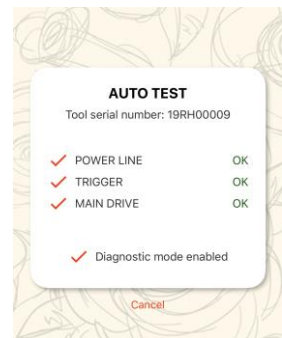 AUTO TEST
Tool serial number: 19RH00009
POWER LINE OK
TRIGGER OK
MAIN DRIVE OK
Diagnostic mode enabled
Cancel